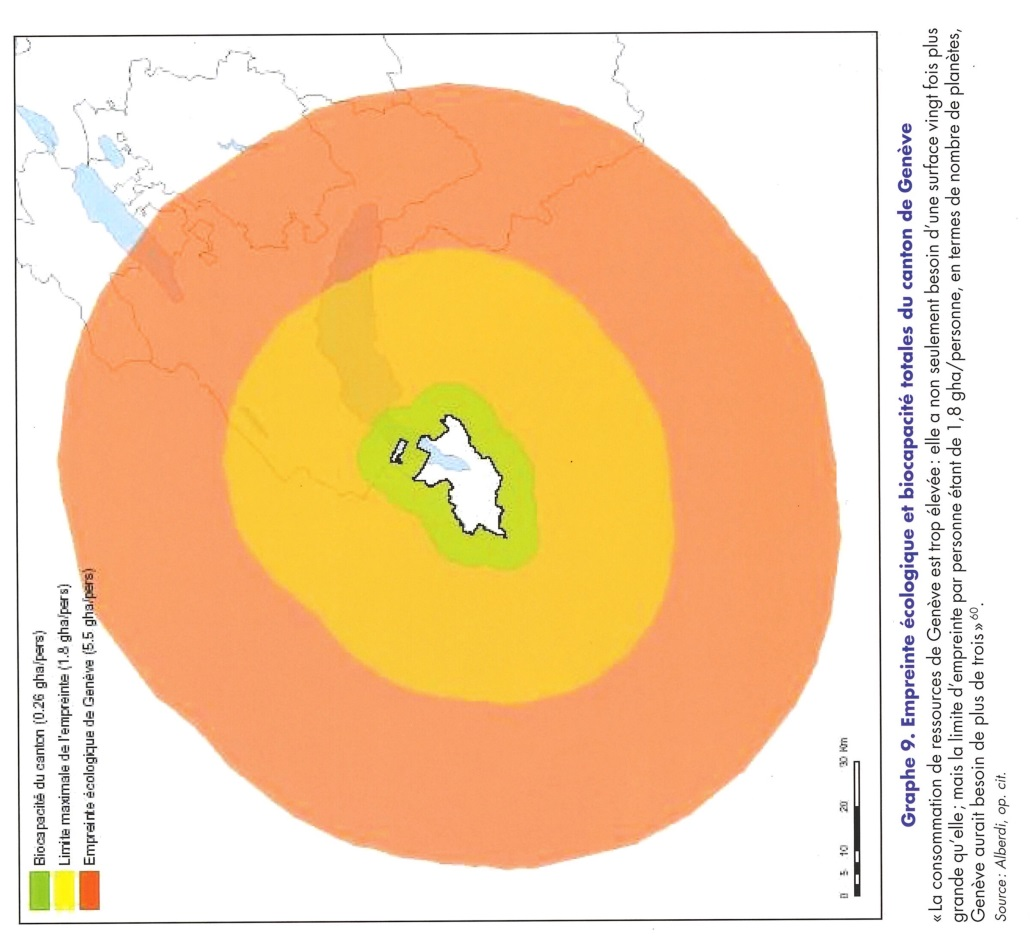 Biocapacité du canton (0.26 gha/pers)
Limite maximale de l'empreinte (1.8 gha/pers)
Empreinte écologique de Genève (5.5 gha/pers)
0 5 10 20 30 Km
Graphe 9. Empreinte écologique et biocapacité totales du canton de Genève
« La consommation de ressources de Genève est trop élevée : elle a non seulement besoin d'une surface vingt fois plus
grande qu'elle ; mais la limite d'empreinte par personne étant de 1,8 gha/personne, en termes de nombre de planètes,
Genève aurait besoin de plus de trois »60.
Source : Alberdi, op. cit.